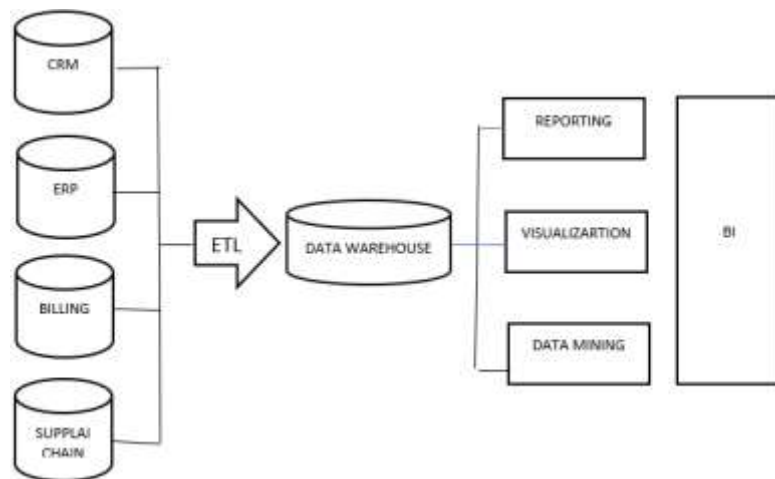 CRM
ERP
BILLING
SUPPLAI
CHAIN
ETL
DATA WAREHOUSE
REPORTING
VISUALIZARTION
DATA MINING
BI